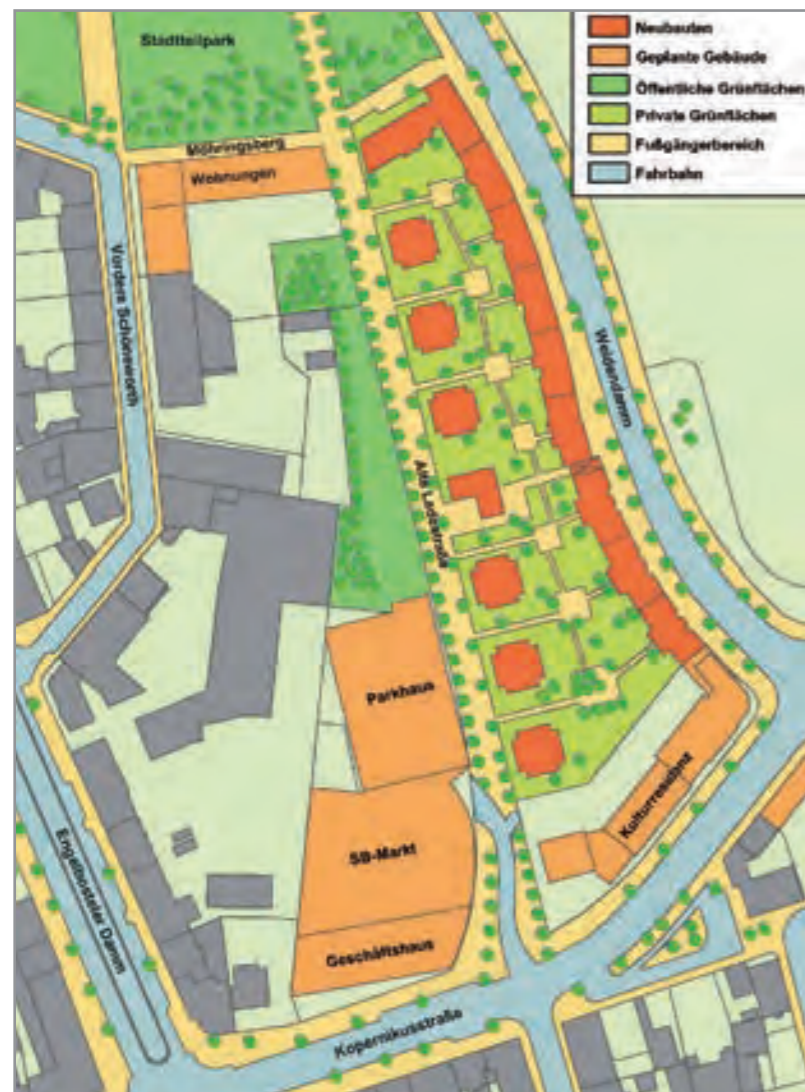 Stadtteilpark
Neubauten
Geplante Gebäude
Öffentliche Grünflächen
Private Grünflächen
Fußgängerbereich
Fahrbahn
Möhringsberg
Wohnungen
Vordere Schöneworth
Weidendamm
Alte Ladestraße
Parkhaus
Kulturresidenz
SB-Markt
Engelbosteler Damm
Geschäftshaus
Kopernikusstraße